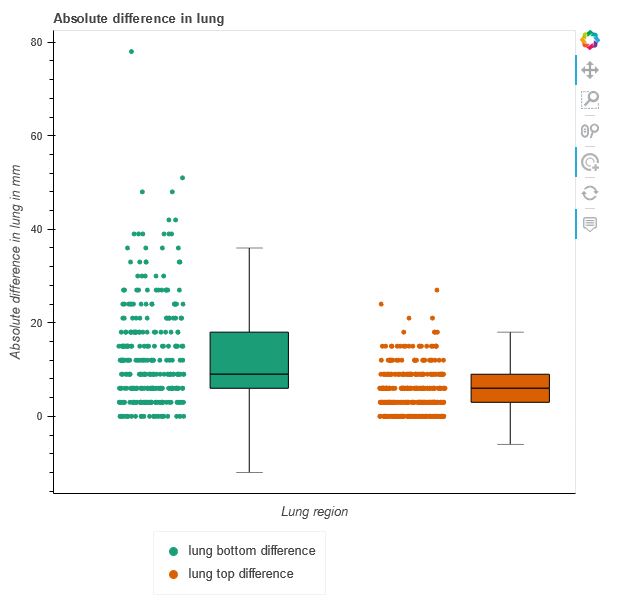 Absolute difference in lung
80
60
40
20
0
Absolute difference in lung in mm
Lung region
lung bottom difference
lung top difference